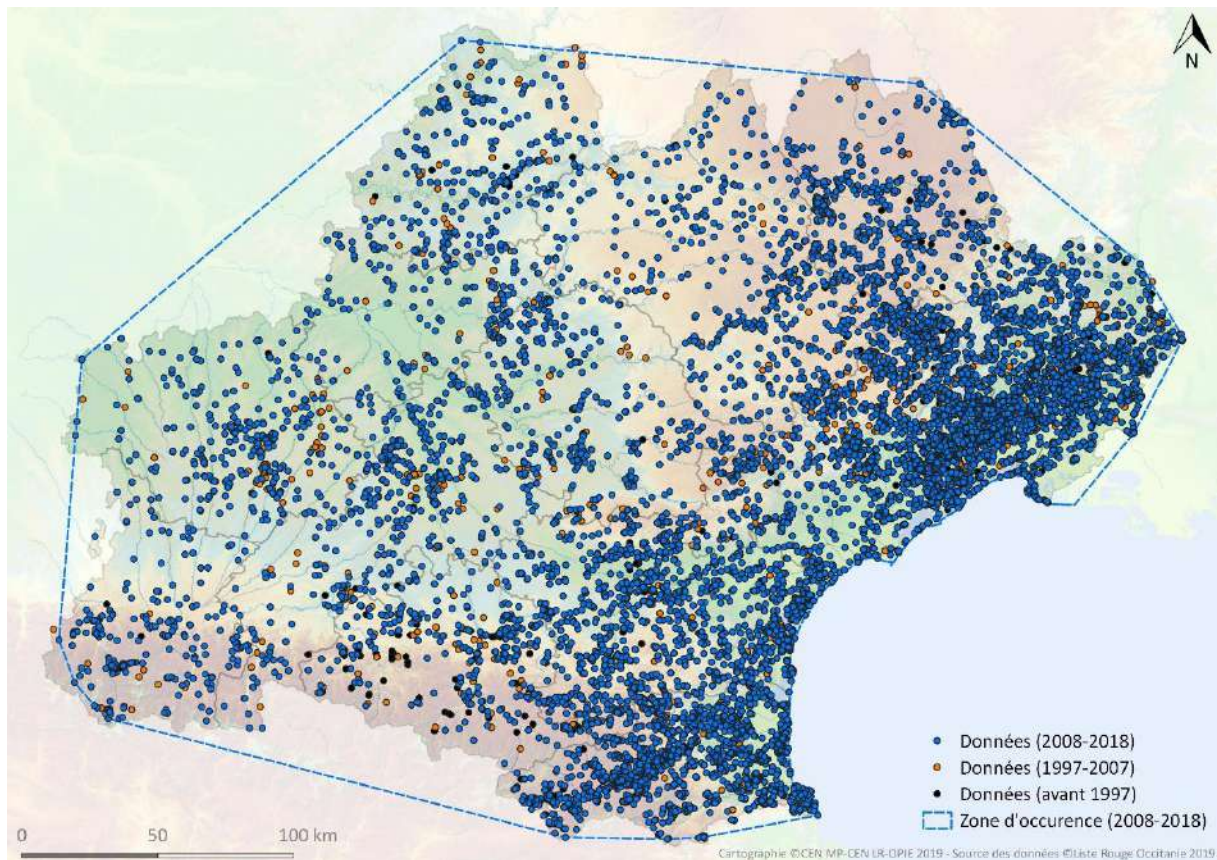 N
Données (2008-2018)
Données (1997-2007)
Données (avant 1997)
Zone d'occurence (2008-2018)
0 50 100 km
Cartographie ©CEN MP-CEN LR-OPIE 2019 - Source des données ©Liste Rouge Occitanie 2019